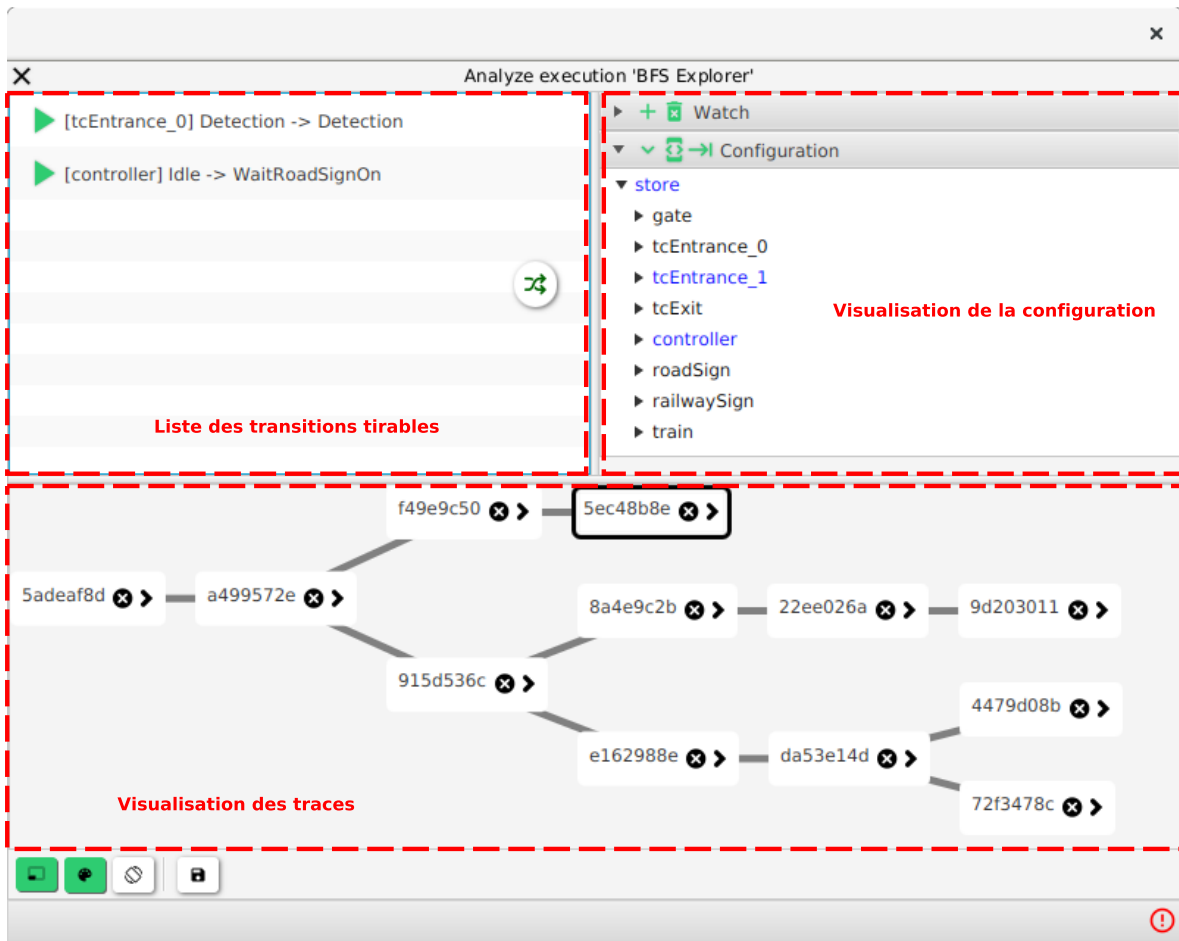 Analyze execution 'BFS Explorer'
[tcEntrance_0] Detection -> Detection
[controller] Idle -> WaitRoadSignOn
Liste des transitions tirables
Watch
Configuration
store
gate
tcEntrance_0
tcEntrance_1
tcExit
controller
roadSign
railwaySign
train
Visualisation de la configuration
f49e9c50
5ec48b8e
5adeaf8d
a499572e
8a4e9c2b
22ee026a
9d203011
915d536c
4479d08b
e162988e
da53e14d
72f3478c
Visualisation des traces